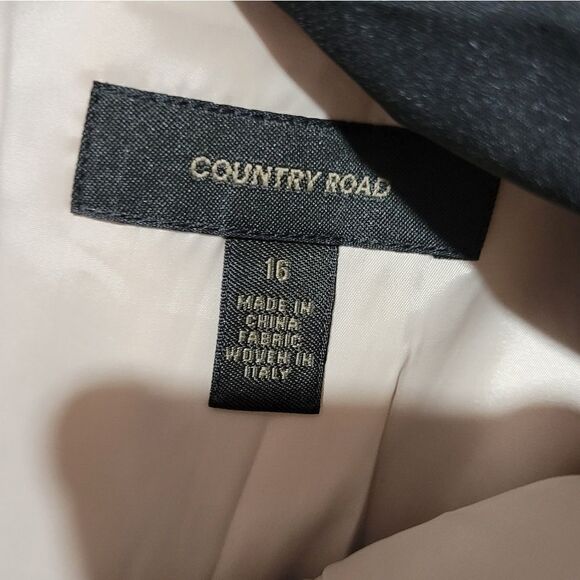 COUNTRY ROAD
16
MADE IN
CHINA
FABRIC
WOVEN IN
ITALY